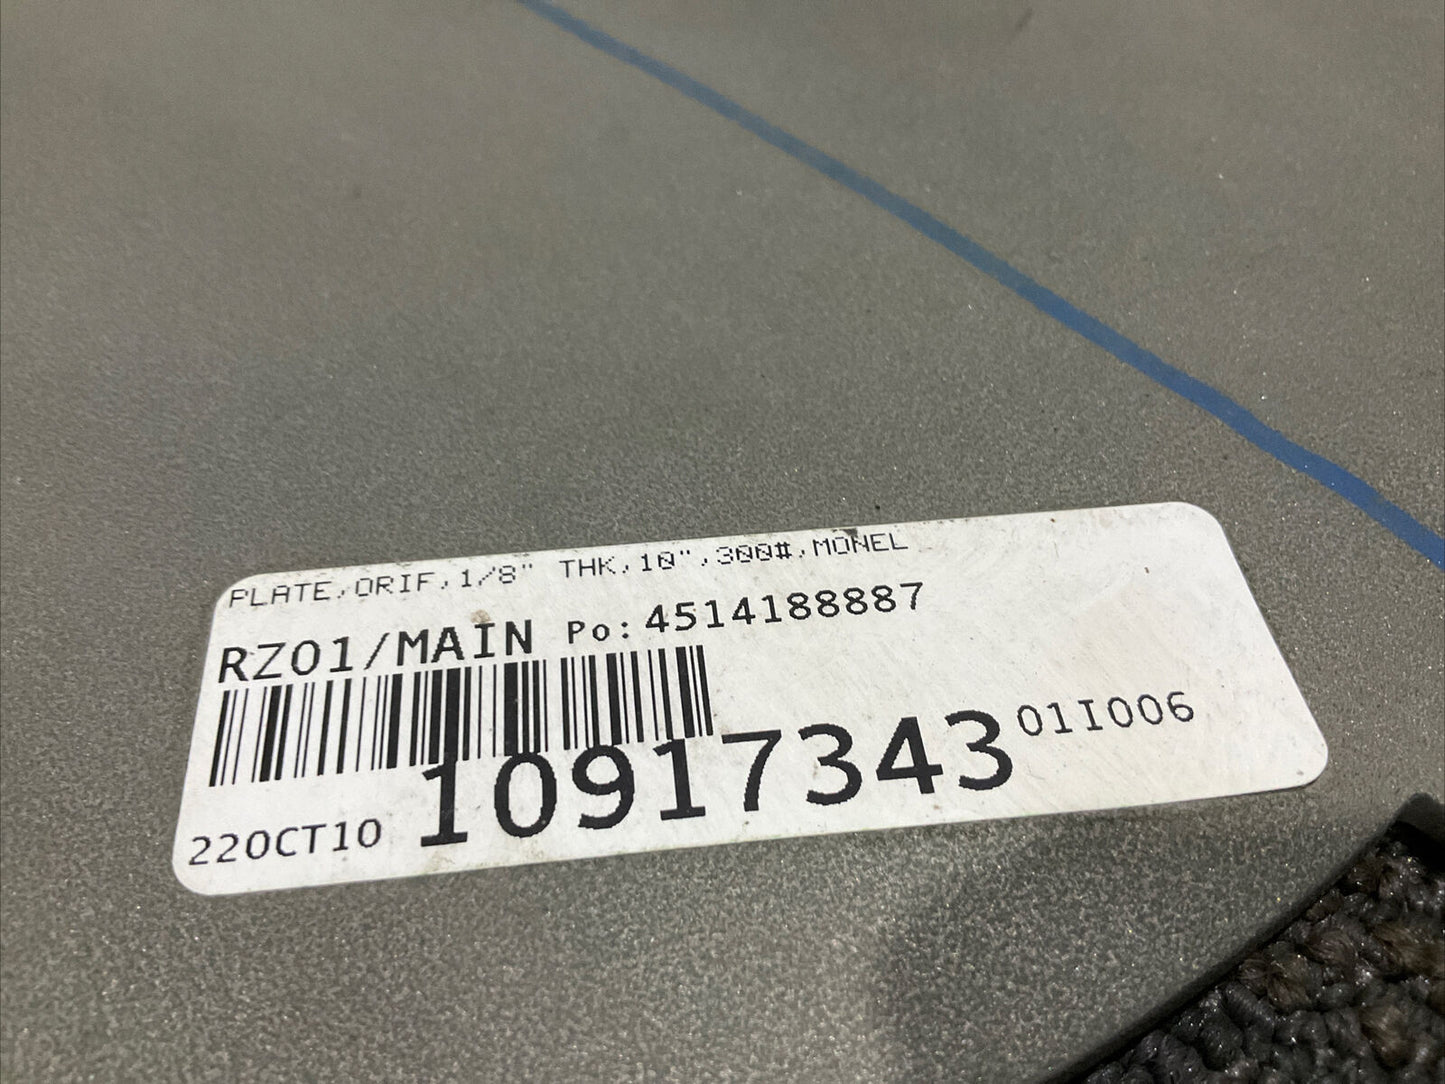 PLATE,ORIF,1/8" THK,10",300#,MONEL
RZ01/MAIN Po:4514188887
10917343 01I006
22OCT10